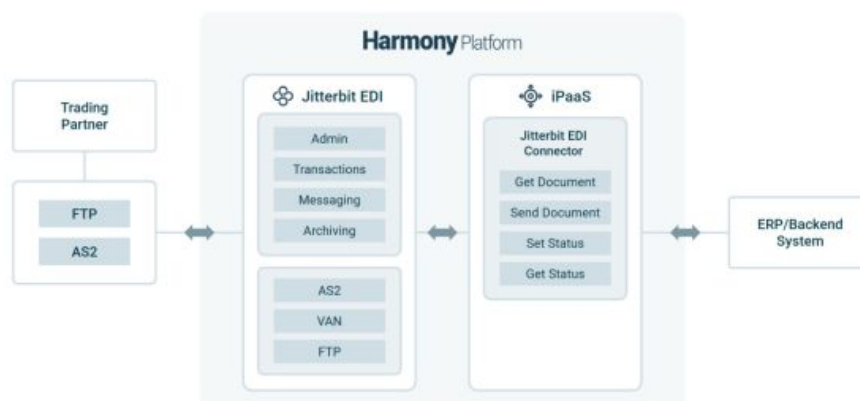 Harmony Platform
Trading
Partner
FTP
AS2
Jitterbit EDI
Admin
Transactions
Messaging
Archiving
AS2
VAN
FTP
iPaaS
Jitterbit EDI
Connector
Get Document
Send Document
Set Status
Get Status
ERP/Backend
System